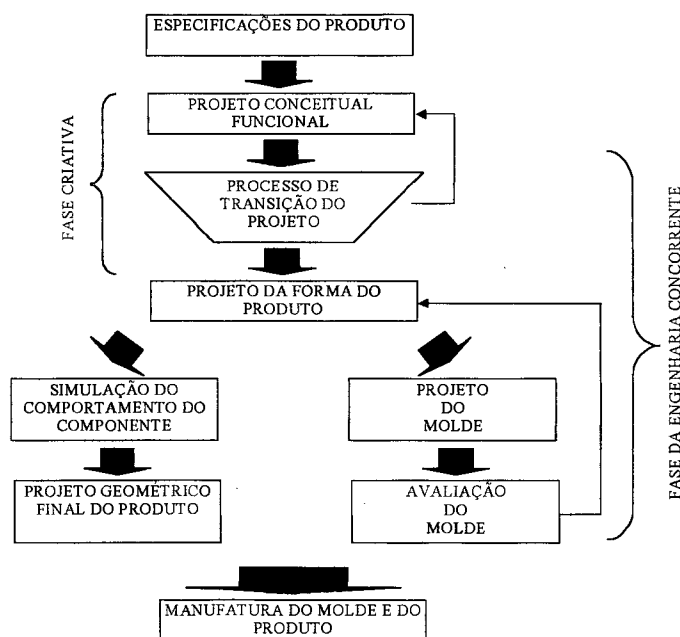 ESPECIFICAÇÕES DO PRODUTO
PROJETO CONCEITUAL
FUNCIONAL
FASE CRIATIVA
PROCESSO DE
TRANSIÇÃO DO
PROJETO
PROJETO DA FORMA DO
PRODUTO
FASE DA ENGENHARIA CONCORRENTE
SIMULAÇÃO DO
COMPORTAMENTO DO
COMPONENTE
PROJETO
DO
MOLDE
PROJETO GEOMÉTRICO
FINAL DO PRODUTO
AVALIAÇÃO
DO
MOLDE
MANUFATURA DO MOLDE E DO
PRODUTO